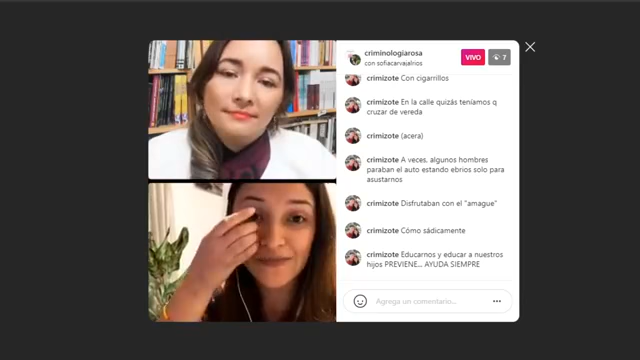 criminologiarosa
con sofiacarvajalrios
VIVO
7
crimizote Con cigarrillos
crimizote En la calle quizás teníamos q
cruzar de vereda
crimizote (acera)
crimizote A veces, algunos hombres
paraban el auto estando ebrios solo para
asustarnos
crimizote Disfrutaban con el "amague"
crimizote Cómo sádicamente
crimizote Educarnos y educar a nuestros
hijos PREVIENE... AYUDA SIEMPRE
Agrega un comentario...